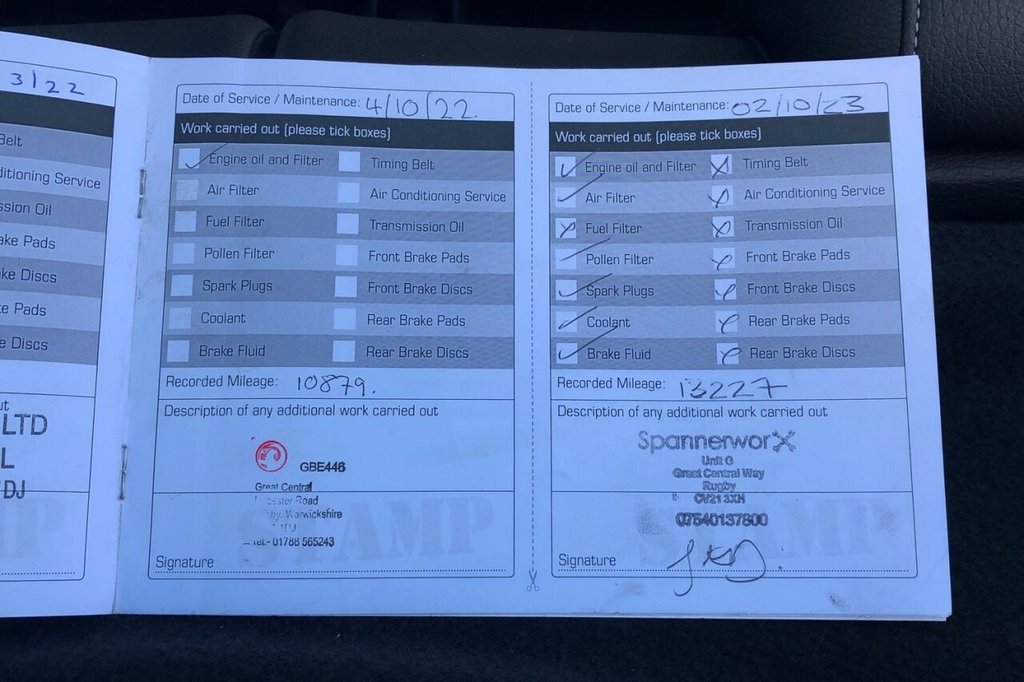 3/22
Belt
ditioning Service
sion Oil
ake Pads
ke Discs
e Pads
e Discs
ut
LTD
L
DJ
Date of Service / Maintenance: 4/10/22
Work carried out (please tick boxes)
Engine oil and Filter Timing Belt
Air Filter Air Conditioning Service
Fuel Filter Transmission Oil
Pollen Filter Front Brake Pads
Spark Plugs Front Brake Discs
Coolant Rear Brake Pads
Brake Fluid Rear Brake Discs
Recorded Mileage: 10879.
Description of any additional work carried out
GBE446
Great Central
Road
Warwickshire
Tel:- 01788 565243
STAMP
Signature
Date of Service / Maintenance: 02/10/23
Work carried out (please tick boxes)
Engine oil and Filter Timing Belt
Air Filter Air Conditioning Service
Fuel Filter Transmission Oil
Pollen Filter Front Brake Pads
Spark Plugs Front Brake Discs
Coolant Rear Brake Pads
Brake Fluid Rear Brake Discs
Recorded Mileage: 13227
Description of any additional work carried out
SpannerworX
Unit G
Great Central Way
Rugby
CV21 3XH
07540137800
STAMP
Signature